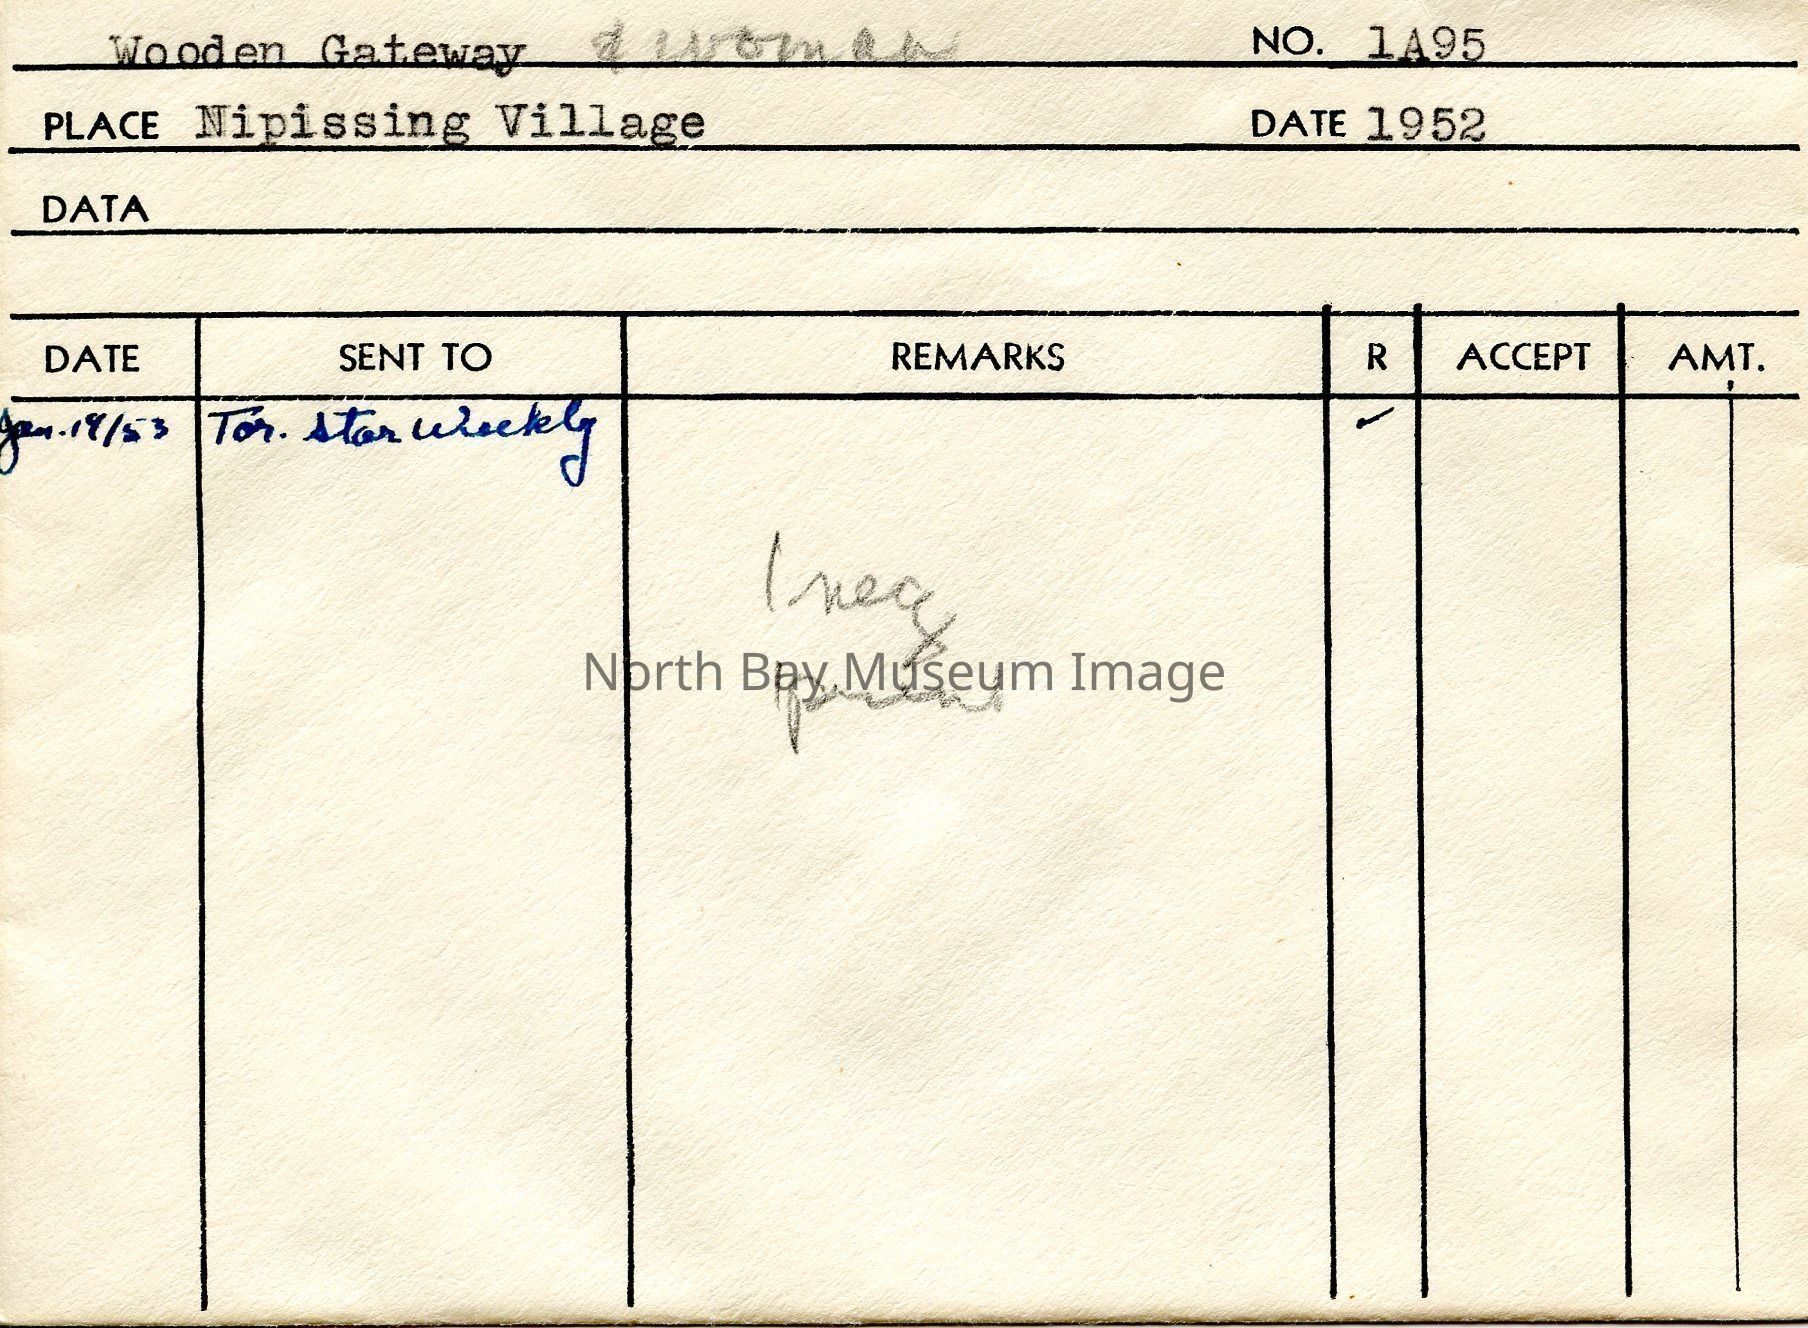 Wooden Gateway & woman NO. 1A95
PLACE Nipissing Village DATE 1952
DATA
DATE SENT TO REMARKS R ACCEPT AMT.
Jan. 19/53 Tor. Star Weekly ✓
1 neg
North Bay Museum Image